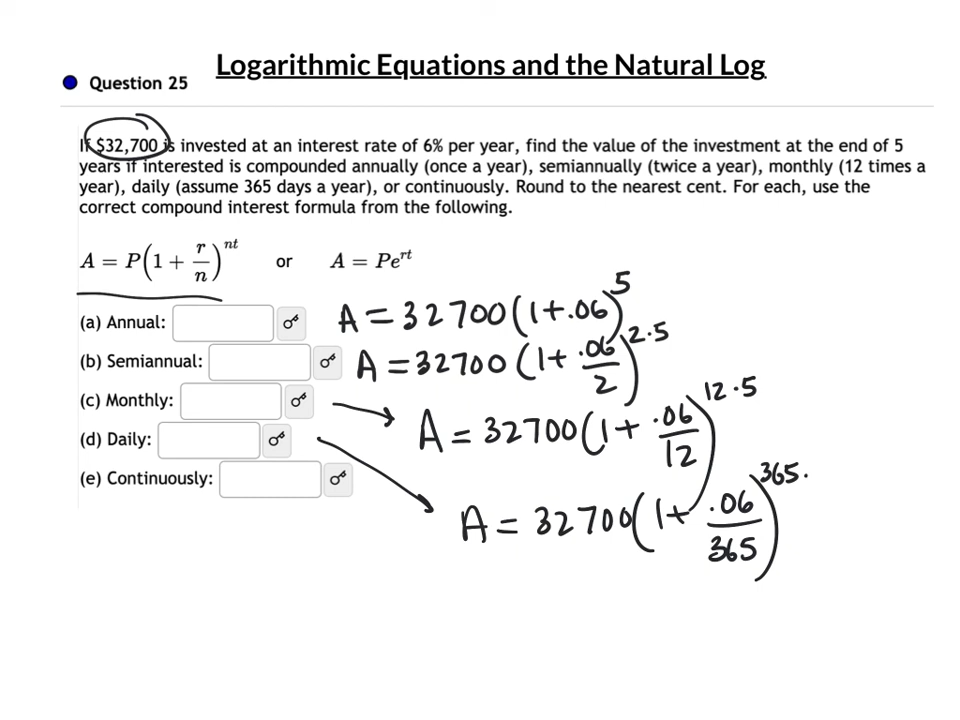 Logarithmic Equations and the Natural Log
Question 25
If $32,700 is invested at an interest rate of 6% per year, find the value of the investment at the end of 5
years if interested is compounded annually (once a year), semiannually (twice a year), monthly (12 times a
year), daily (assume 365 days a year), or continuously. Round to the nearest cent. For each, use the
correct compound interest formula from the following.
A = P(1 + r/n)^nt or A = Pe^rt
(a) Annual:
A = 32700(1+.06)^5
(b) Semiannual:
A = 32700(1+ .06/2)^2·5
(c) Monthly:
A = 32700(1+ .06/12)^12·5
(d) Daily:
A = 32700(1+ .06/365)^365·
(e) Continuously: